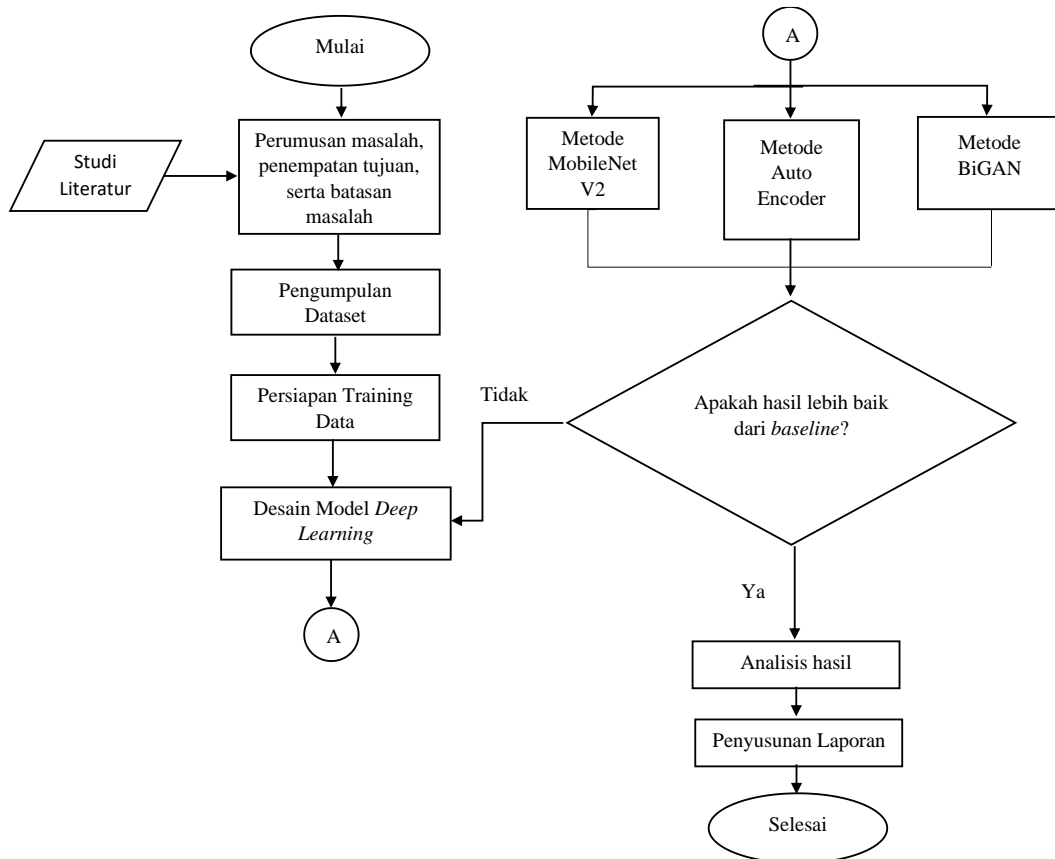 Mulai
Studi
Literatur
Perumusan masalah,
penempatan tujuan,
serta batasan
masalah
Pengumpulan
Dataset
Persiapan Training
Data
Desain Model Deep
Learning
A
A
Metode
MobileNet
V2
Metode
Auto
Encoder
Metode
BiGAN
Apakah hasil lebih baik
dari baseline?
Tidak
Ya
Analisis hasil
Penyusunan Laporan
Selesai